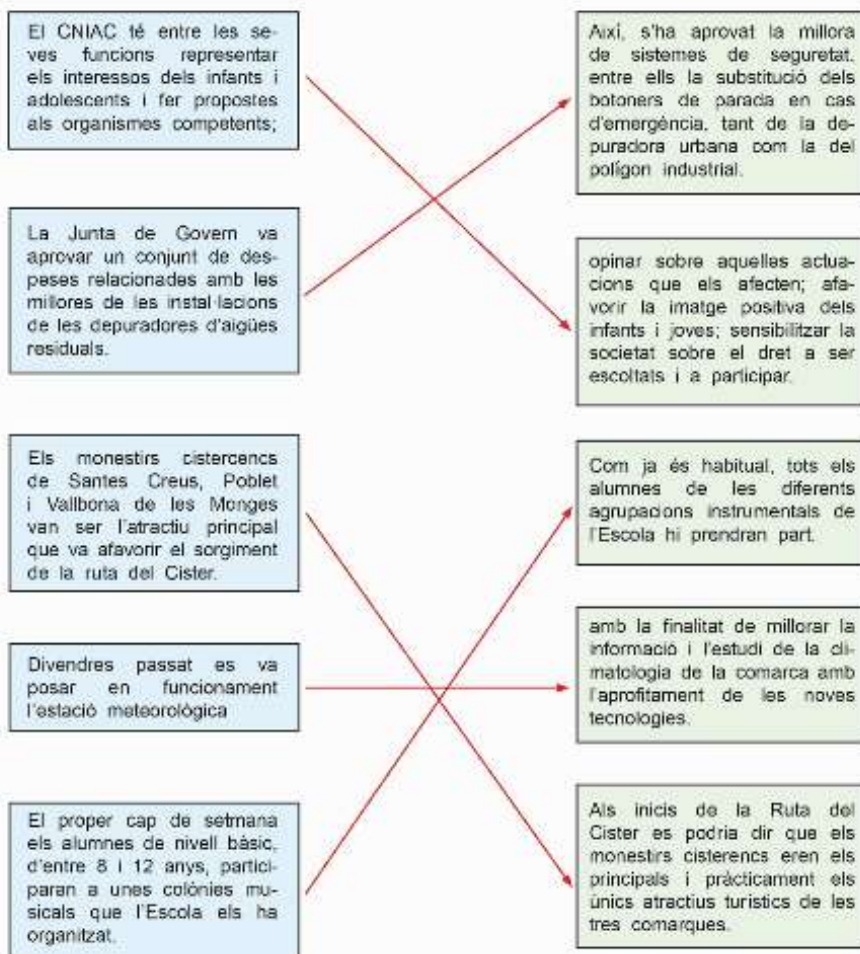 El CNIAC té entre les se-
ves funcions representar
els interessos dels infants i
adolescents i fer propostes
als organismes competents;
La Junta de Govern va
aprovar un conjunt de des-
peses relacionades amb les
millores de les instal·lacions
de les depuradores d'aigües
residuals.
Els monestirs cistercencs
de Santes Creus, Poblet
i Vallbona de les Monges
van ser l'atractiu principal
que va afavorir el sorgiment
de la ruta del Cister.
Divendres passat es va
posar en funcionament
l'estació meteorològica
El proper cap de setmana
els alumnes de nivell bàsic,
d'entre 8 i 12 anys, partici-
paran a unes colònies mu-
sicals que l'Escola els ha
organitzat.
Així, s'ha aprovat la millora
de sistemes de seguretat,
entre ells la substitució dels
botoners de parada en cas
d'emergència, tant de la de-
puradora urbana com la del
polígon industrial.
opinar sobre aquelles actua-
cions que els afecten; afa-
vorir la imatge positiva dels
infants i joves; sensibilitzar la
societat sobre el dret a ser
escoltats i a participar.
Com ja és habitual, tots els
alumnes de les diferents
agrupacions instrumentals de
l'Escola hi prendran part.
amb la finalitat de millorar la
informació i l'estudi de la cli-
matologia de la comarca amb
l'aprofitament de les noves
tecnologies.
Als inicis de la Ruta del
Cister es podria dir que els
monestirs cisterencs eren els
principals i pràcticament els
únics atractius turístics de les
tres comarques.